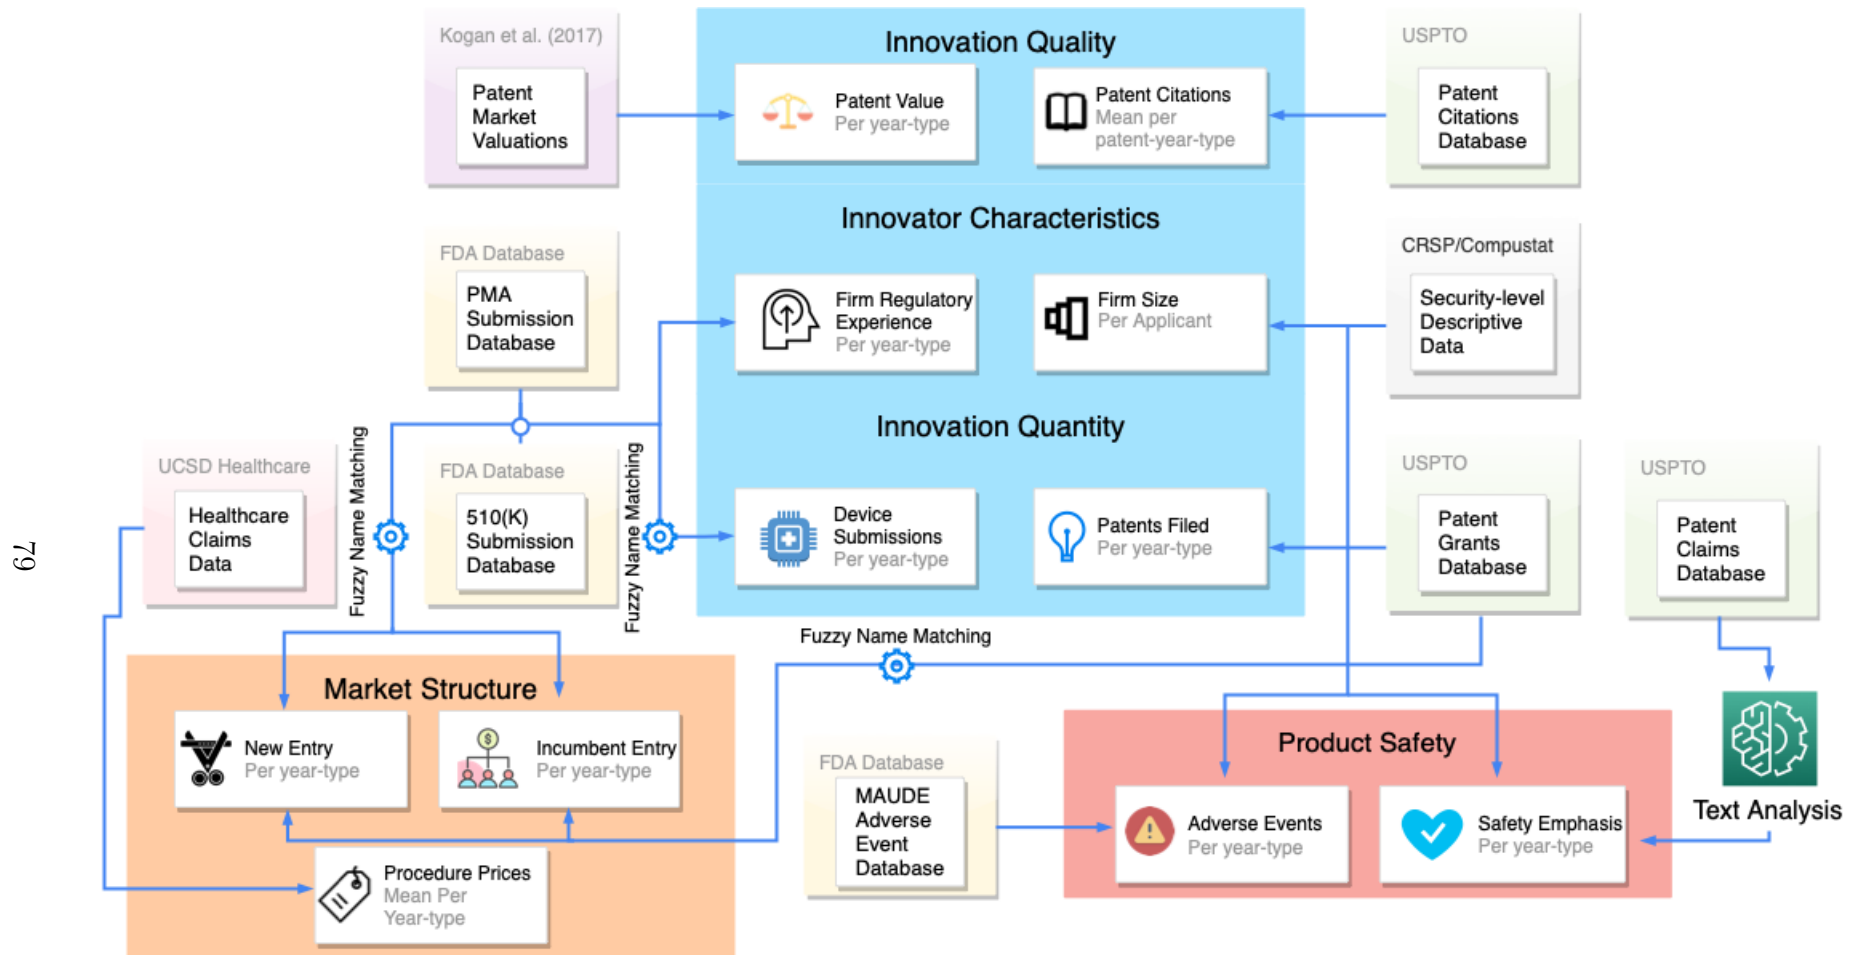 Kogan et al. (2017)
Patent
Market
Valuations
Innovation Quality
Patent Value
Per year-type
Patent Citations
Mean per
patent-year-type
USPTO
Patent
Citations
Database
Innovator Characteristics
FDA Database
PMA
Submission
Database
Firm Regulatory
Experience
Per year-type
Firm Size
Per Applicant
CRSP/Compustat
Security-level
Descriptive
Data
Innovation Quantity
UCSD Healthcare
Healthcare
Claims
Data
Fuzzy Name Matching
FDA Database
510(K)
Submission
Database
Fuzzy Name Matching
Device
Submissions
Per year-type
Patents Filed
Per year-type
USPTO
Patent
Grants
Database
USPTO
Patent
Claims
Database
79
Fuzzy Name Matching
Market Structure
New Entry
Per year-type
$
Incumbent Entry
Per year-type
Procedure Prices
Mean Per
Year-type
FDA Database
MAUDE
Adverse
Event
Database
Product Safety
Adverse Events
Per year-type
Safety Emphasis
Per year-type
Text Analysis